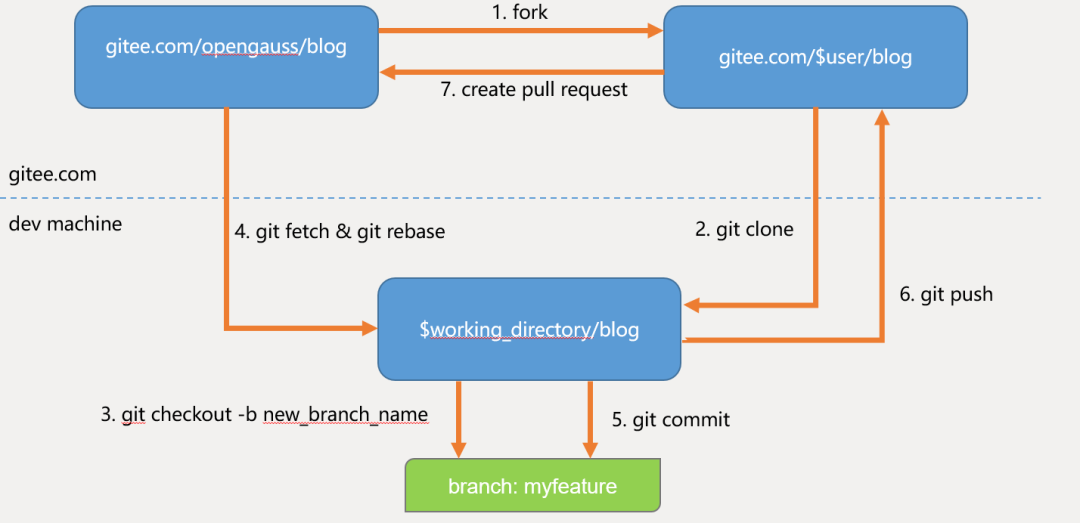 1. fork
gitee.com/opengauss/blog
gitee.com/$user/blog
7. create pull request
gitee.com
dev machine
4. git fetch & git rebase
2. git clone
6. git push
$working_directory/blog
3. git checkout -b new_branch_name
5. git commit
branch: myfeature